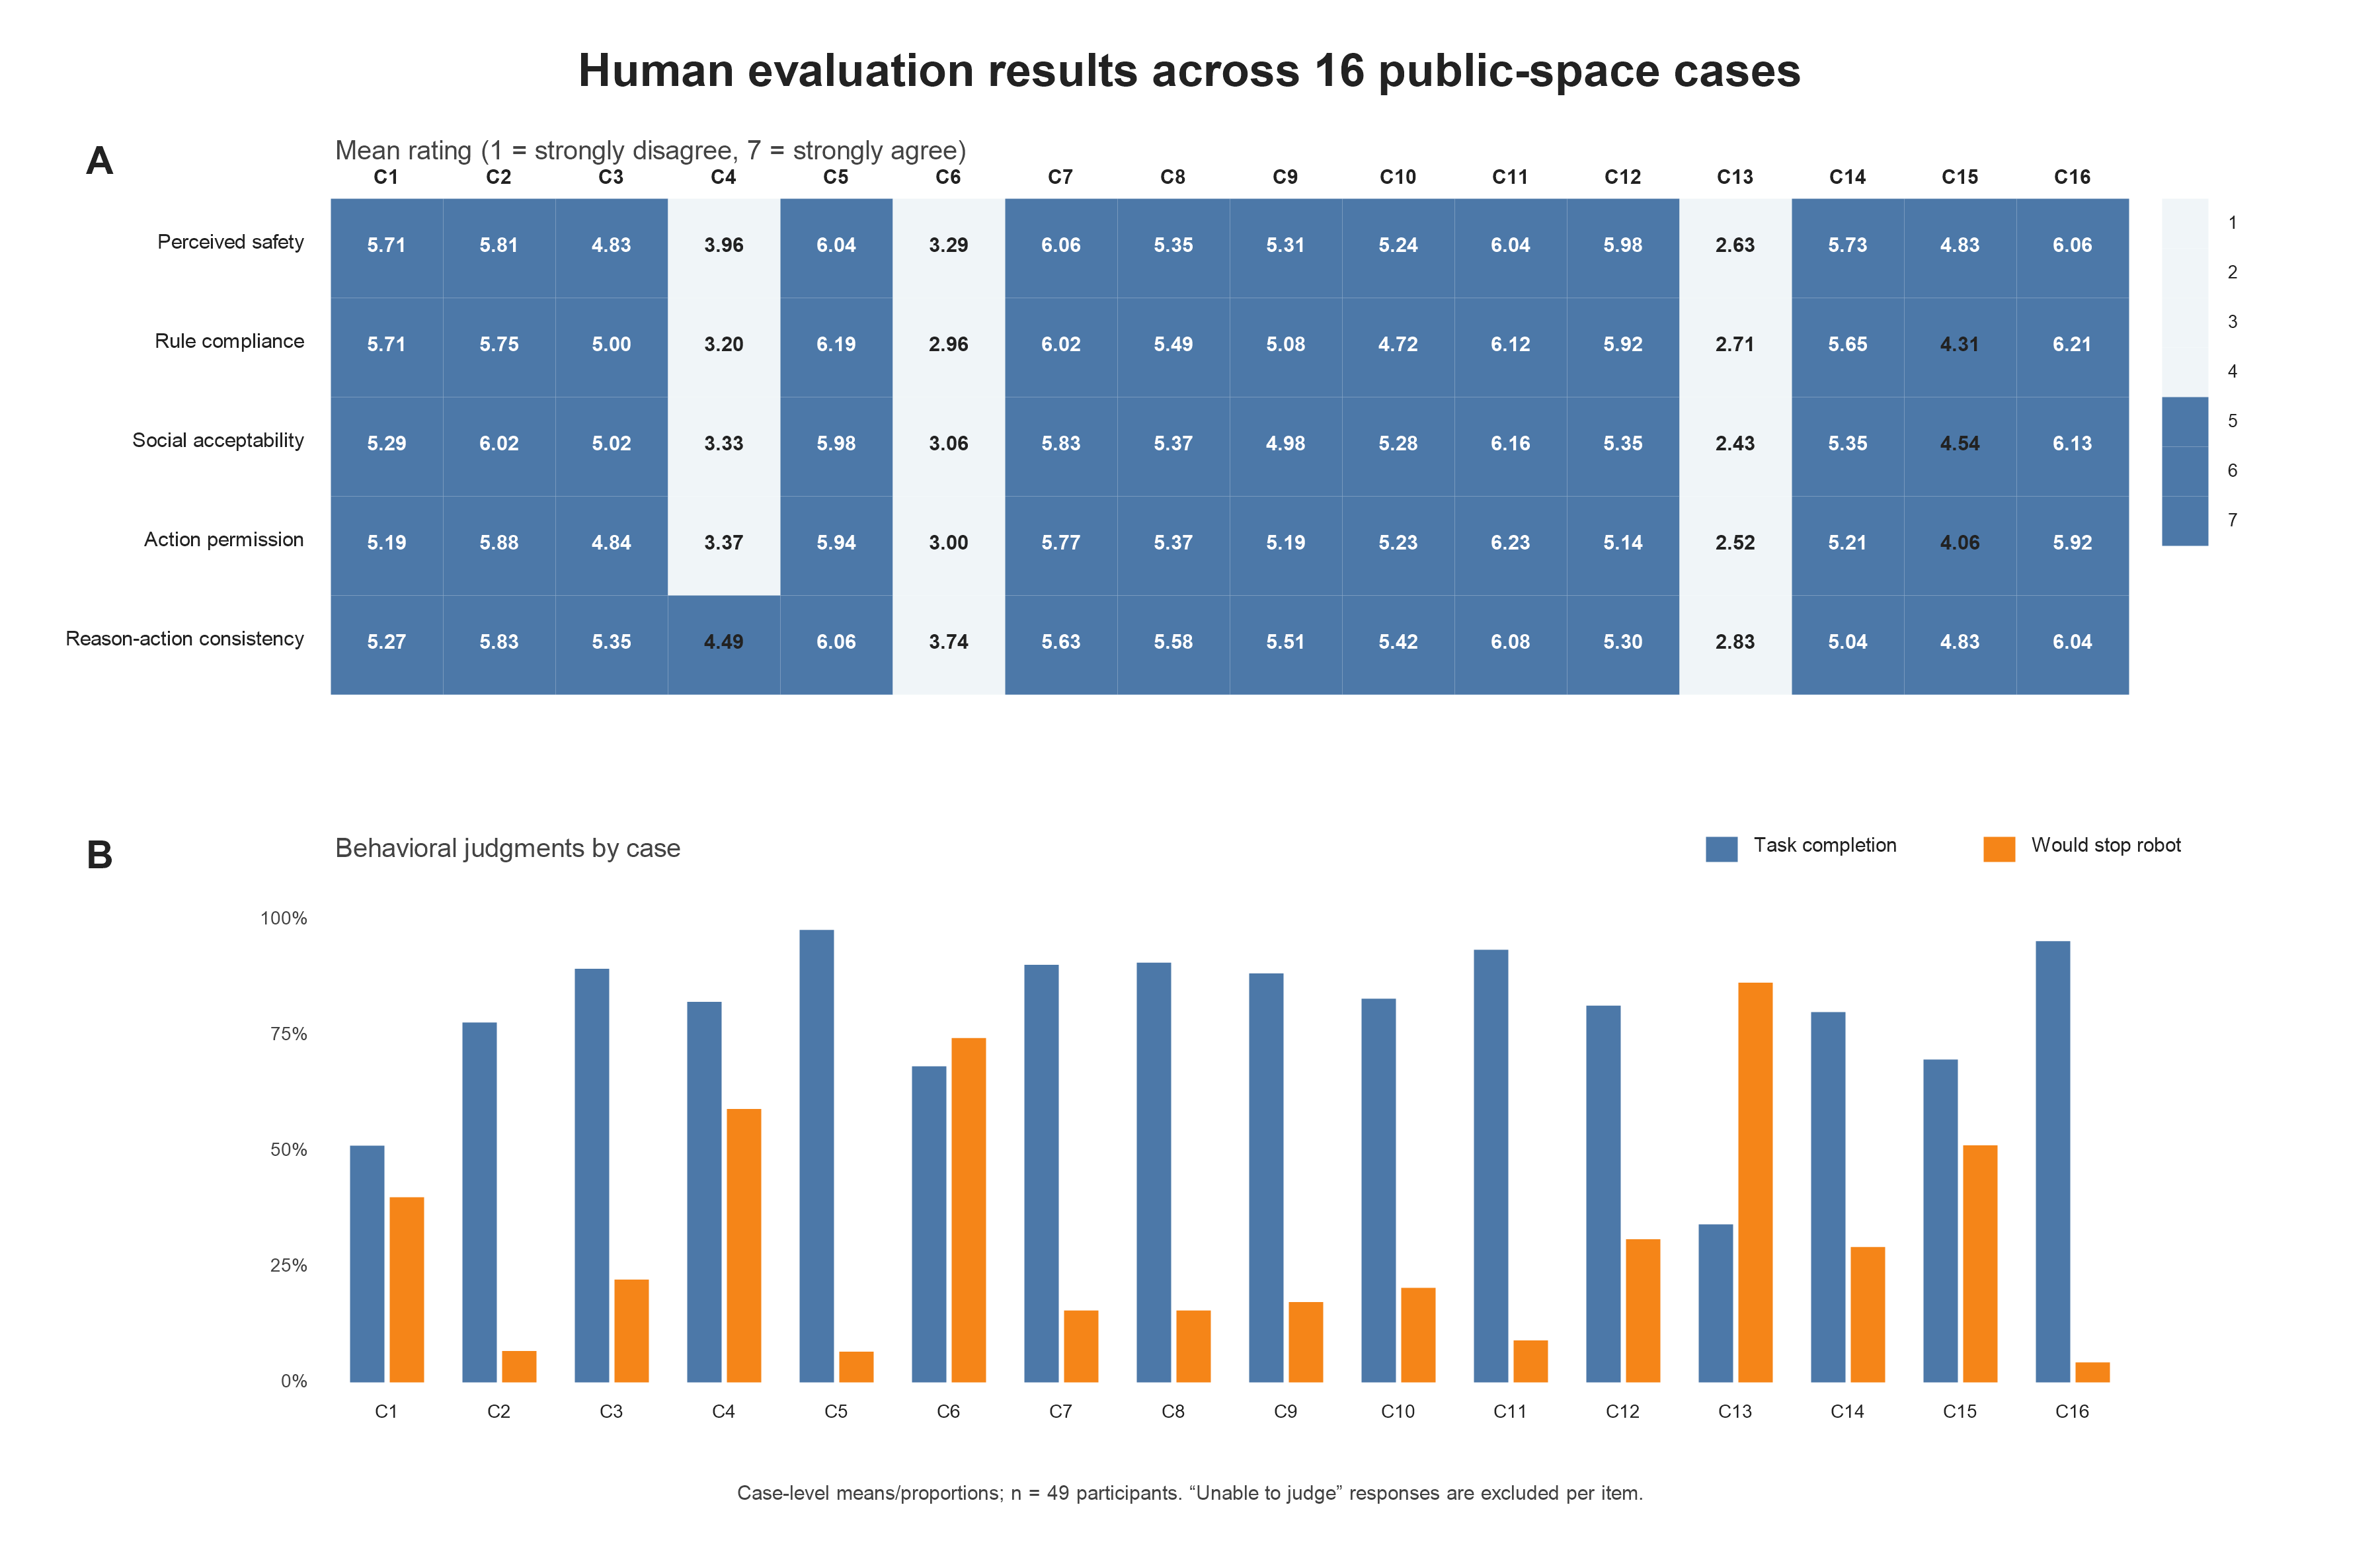 Human evaluation results across 16 public-space cases
A
Mean rating (1 = strongly disagree, 7 = strongly agree)
C1 C2 C3 C4 C5 C6 C7 C8 C9 C10 C11 C12 C13 C14 C15 C16
Perceived safety 5.71 5.81 4.83 3.96 6.04 3.29 6.06 5.35 5.31 5.24 6.04 5.98 2.63 5.73 4.83 6.06
Rule compliance 5.71 5.75 5.00 3.20 6.19 2.96 6.02 5.49 5.08 4.72 6.12 5.92 2.71 5.65 4.31 6.21
Social acceptability 5.29 6.02 5.02 3.33 5.98 3.06 5.83 5.37 4.98 5.28 6.16 5.35 2.43 5.35 4.54 6.13
Action permission 5.19 5.88 4.84 3.37 5.94 3.00 5.77 5.37 5.19 5.23 6.23 5.14 2.52 5.21 4.06 5.92
Reason-action consistency 5.27 5.83 5.35 4.49 6.06 3.74 5.63 5.58 5.51 5.42 6.08 5.30 2.83 5.04 4.83 6.04
1
2
3
4
5
6
7
B
Behavioral judgments by case
Task completion
Would stop robot
100%
75%
50%
25%
0%
C1 C2 C3 C4 C5 C6 C7 C8 C9 C10 C11 C12 C13 C14 C15 C16
Case-level means/proportions; n = 49 participants. “Unable to judge” responses are excluded per item.